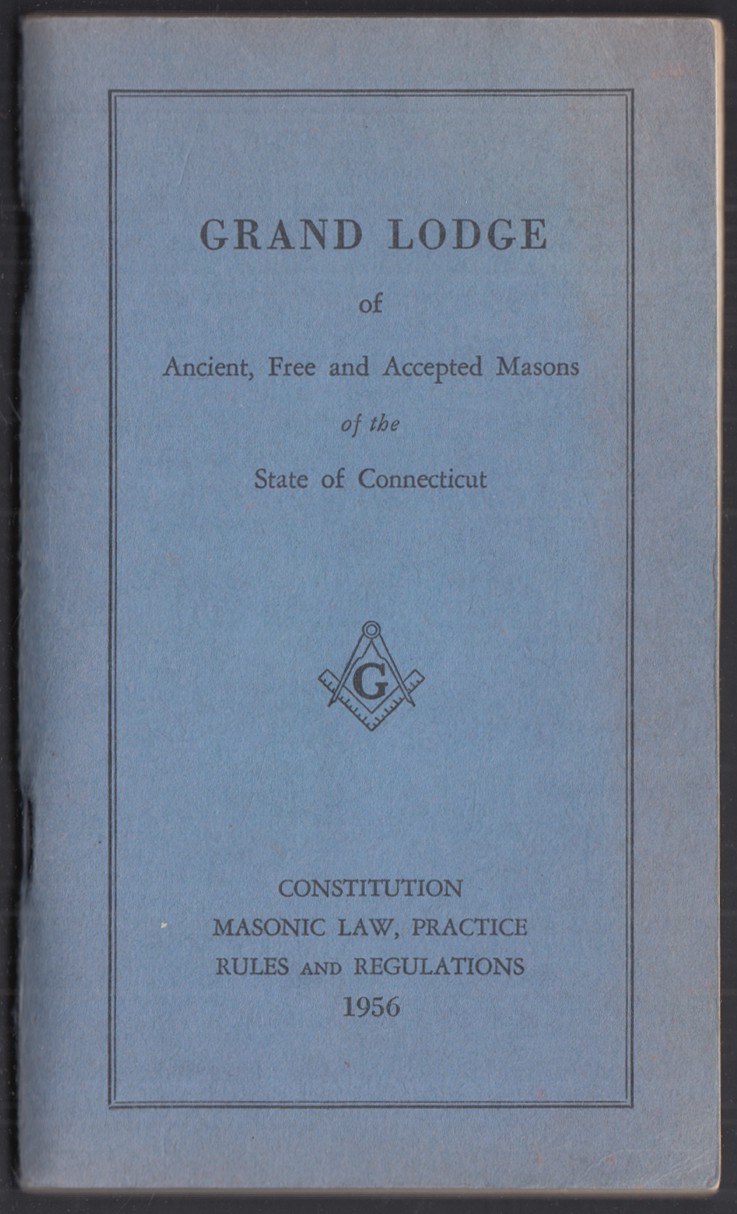 GRAND LODGE
of
Ancient, Free and Accepted Masons
of the
State of Connecticut
G
CONSTITUTION
MASONIC LAW, PRACTICE
RULES AND REGULATIONS
1956